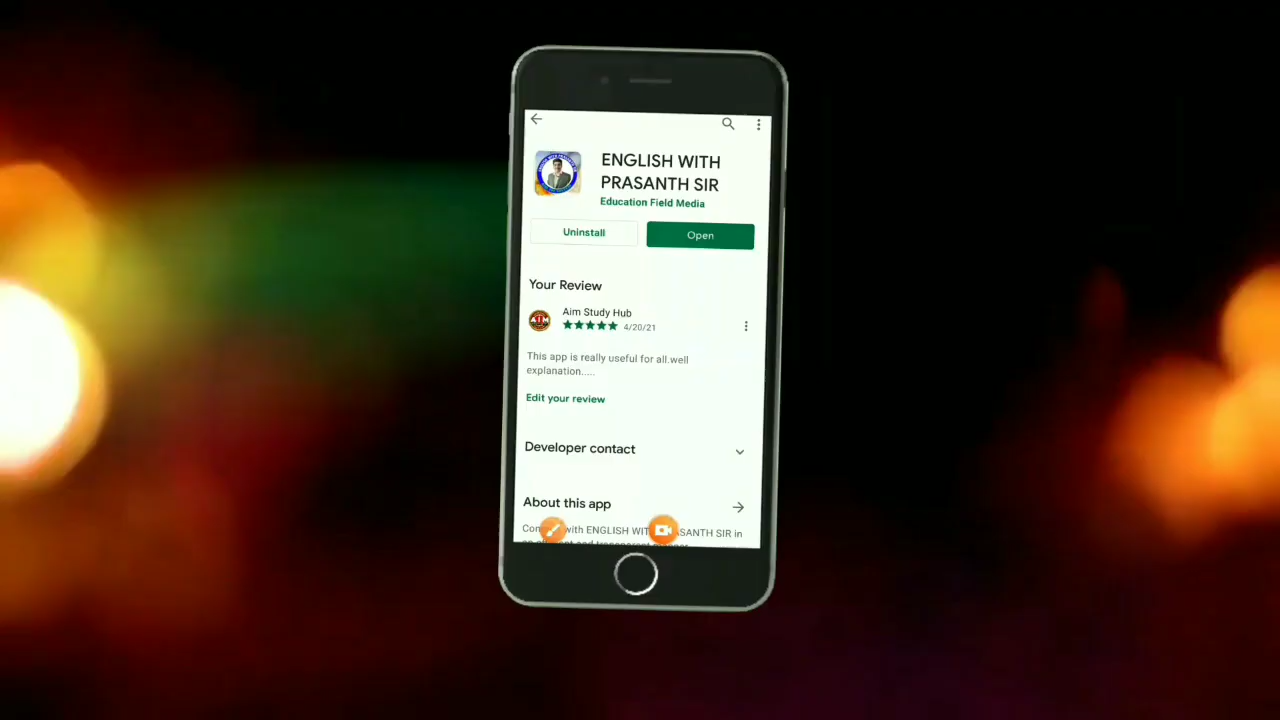 ENGLISH WITH
PRASANTH SIR
Education Field Media
Uninstall
Open
Your Review
Aim Study Hub
4/20/21
This app is really useful for all.well
explanation.....
Edit your review
Developer contact
About this app
with ENGLISH SIR in